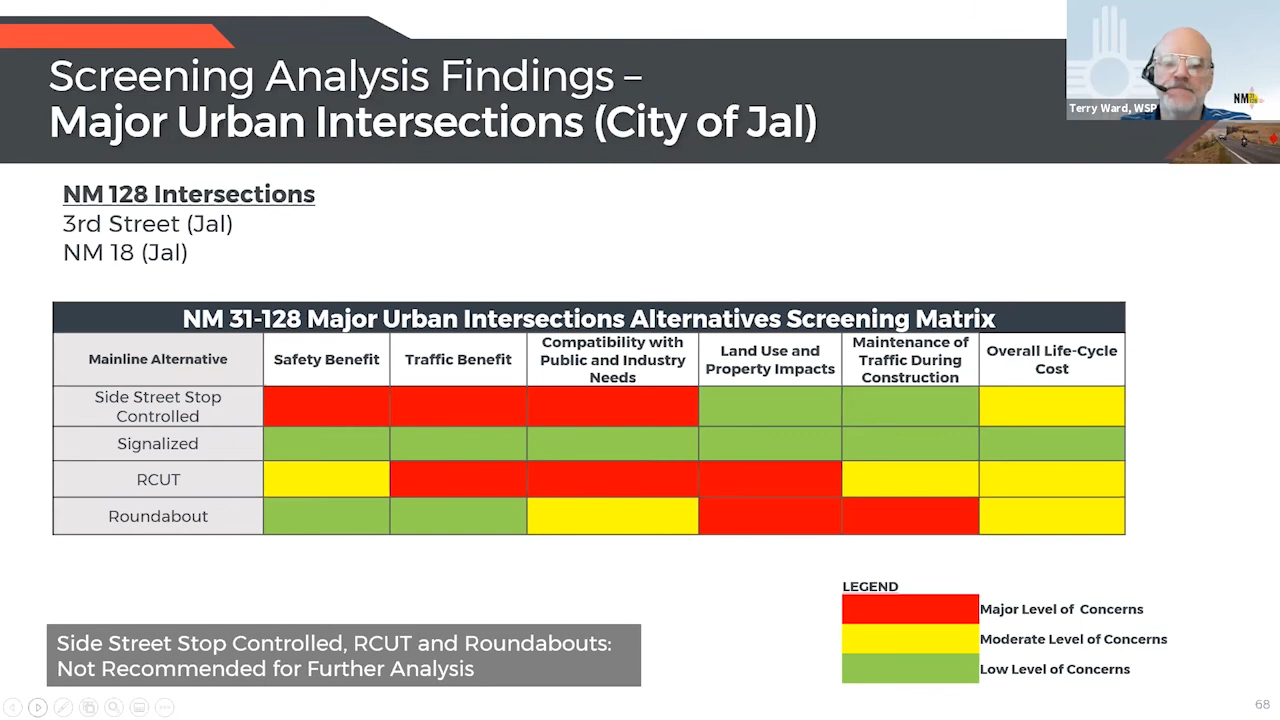 Screening Analysis Findings –
Major Urban Intersections (City of Jal)
Terry Ward, WSP
NM
NM 128 Intersections
3rd Street (Jal)
NM 18 (Jal)
NM 31-128 Major Urban Intersections Alternatives Screening Matrix
Mainline Alternative
Safety Benefit
Traffic Benefit
Compatibility with
Public and Industry
Needs
Land Use and
Property Impacts
Maintenance of
Traffic During
Construction
Overall Life-Cycle
Cost
Side Street Stop
Controlled
Signalized
RCUT
Roundabout
LEGEND
Major Level of Concerns
Moderate Level of Concerns
Low Level of Concerns
Side Street Stop Controlled, RCUT and Roundabouts:
Not Recommended for Further Analysis
68